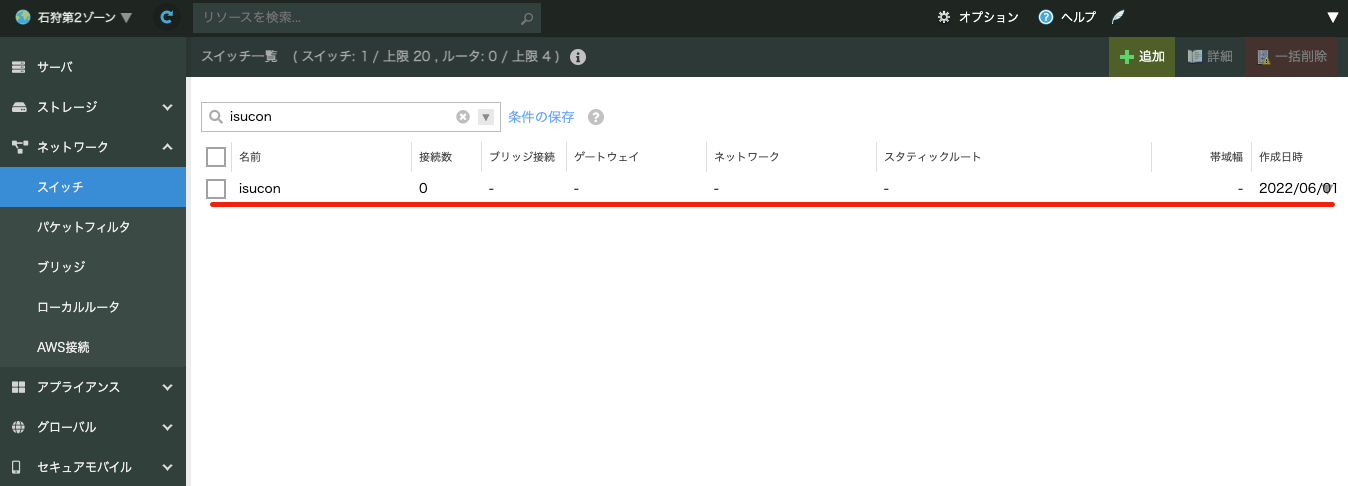 石狩第2ゾーン
リソースを検索...
オプション
ヘルプ
スイッチ一覧 ( スイッチ: 1 / 上限 20 , ルータ: 0 / 上限 4 )
追加
詳細
一括削除
サーバ
ストレージ
ネットワーク
スイッチ
パケットフィルタ
ブリッジ
ローカルルータ
AWS接続
アプライアンス
グローバル
セキュアモバイル
isucon
条件の保存
名前 接続数 ブリッジ接続 ゲートウェイ ネットワーク スタティックルート 帯域幅 作成日時
isucon 0 - - - - - 2022/06/01